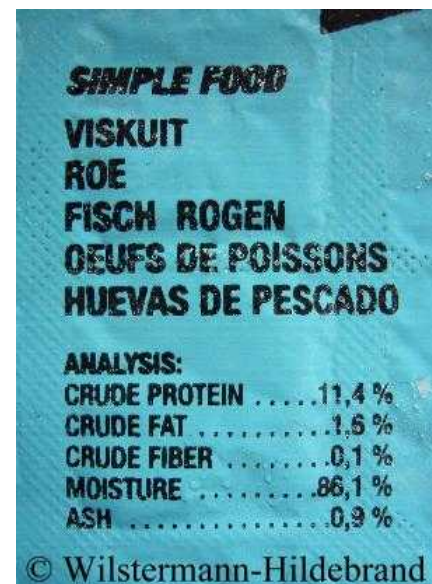 SIMPLE FOOD
VISKUIT
ROE
FISCH ROGEN
OEUFS DE POISSONS
HUEVAS DE PESCADO
ANALYSIS:
CRUDE PROTEIN .....11,4 %
CRUDE FAT ..........1.5 %
CRUDE FIBER ........0,1 %
MOISTURE .........86,1 %
ASH ................0,9 %
© Wilstermann-Hildebrand